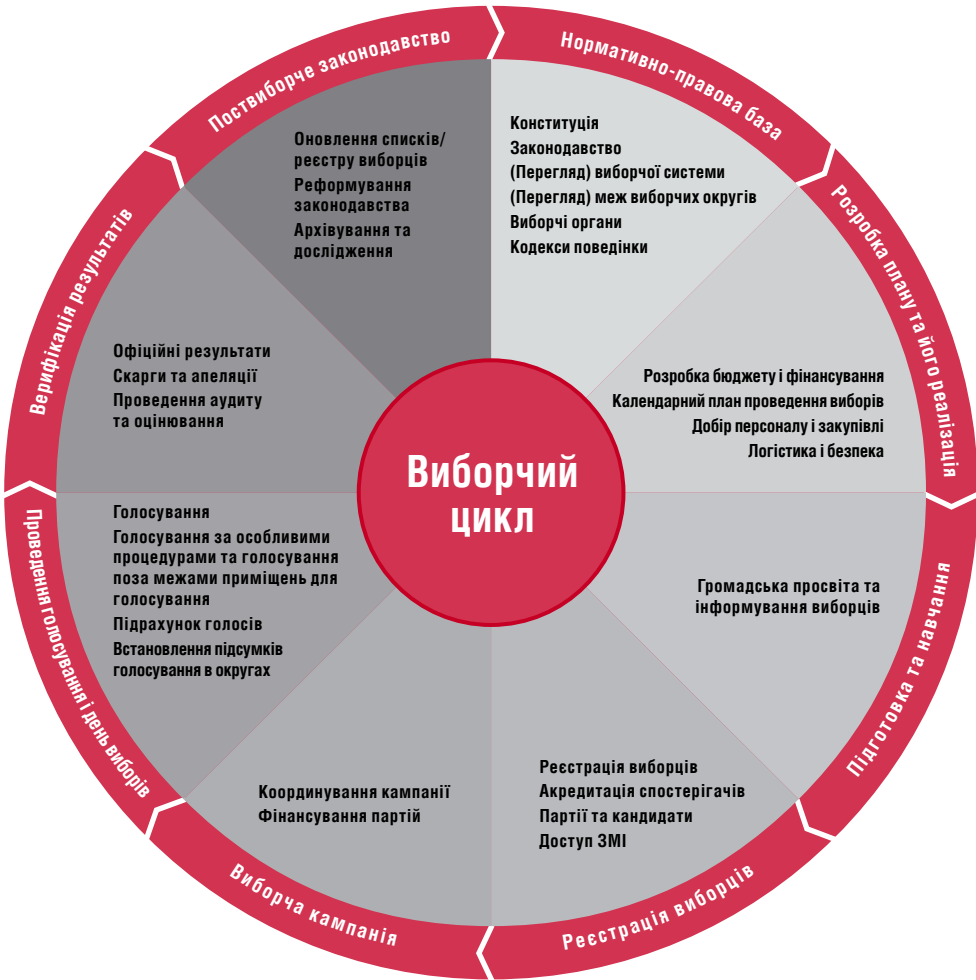 Виборчий
цикл
Нормативно-правова база
Конституція
Законодавство
(Перегляд) виборчої системи
(Перегляд) меж виборчих округів
Виборчі органи
Кодекси поведінки
Розробка плану та його реалізація
Розробка бюджету і фінансування
Календарний план проведення виборів
Добір персоналу і закупівлі
Логістика і безпека
Підготовка та навчання
Громадська просвіта та
інформування виборців
Реєстрація виборців
Реєстрація виборців
Акредитація спостерігачів
Партії та кандидати
Доступ ЗМІ
Виборча кампанія
Координування кампанії
Фінансування партій
Проведення голосування і день виборів
Голосування
Голосування за особливими
процедурами та голосування
поза межами приміщень для
голосування
Підрахунок голосів
Встановлення підсумків
голосування в округах
Верифікація результатів
Офіційні результати
Скарги та апеляції
Проведення аудиту
та оцінювання
Поствиборче законодавство
Оновлення списків/
реєстру виборців
Реформування
законодавства
Архівування та
дослідження